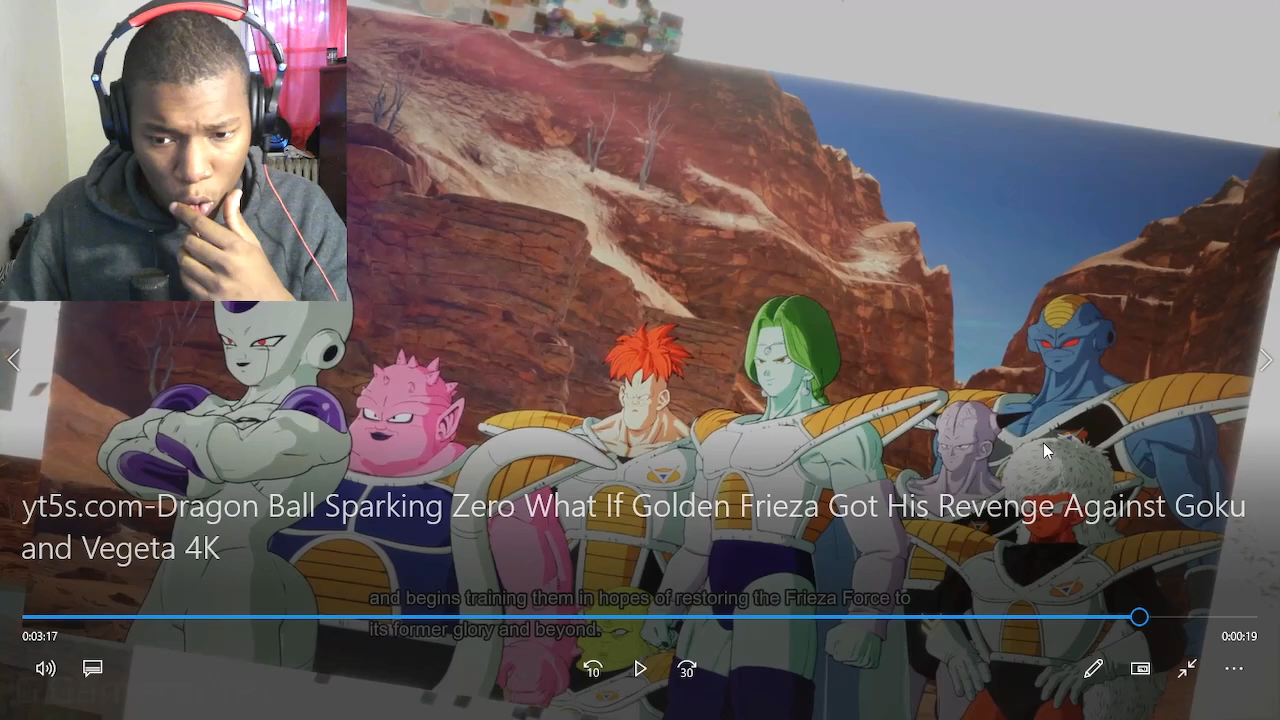 yt5s.com-Dragon Ball Sparking Zero What If Golden Frieza Got His Revenge Against Goku
and Vegeta 4K
and begins training them in hopes of restoring the Frieza Force to
its former glory and beyond.
0:03:17
0:00:19
10
30